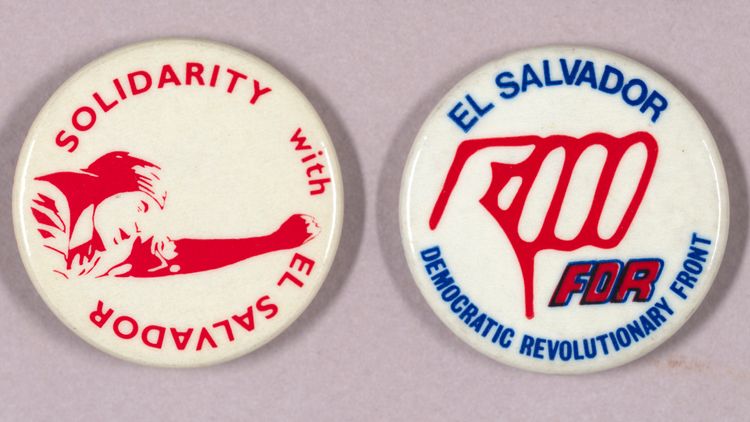 SOLIDARITY with EL SALVADOR
EL SALVADOR
FDR
DEMOCRATIC REVOLUTIONARY FRONT